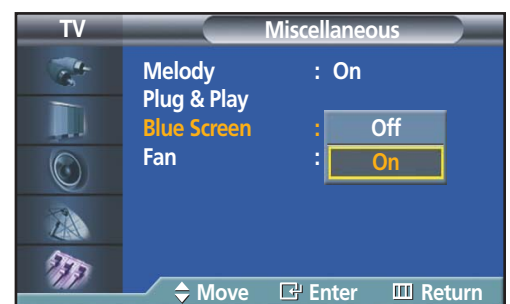 TV Miscellaneous
Melody : On
Plug & Play
Blue Screen : Off
Fan : On
Move Enter Return